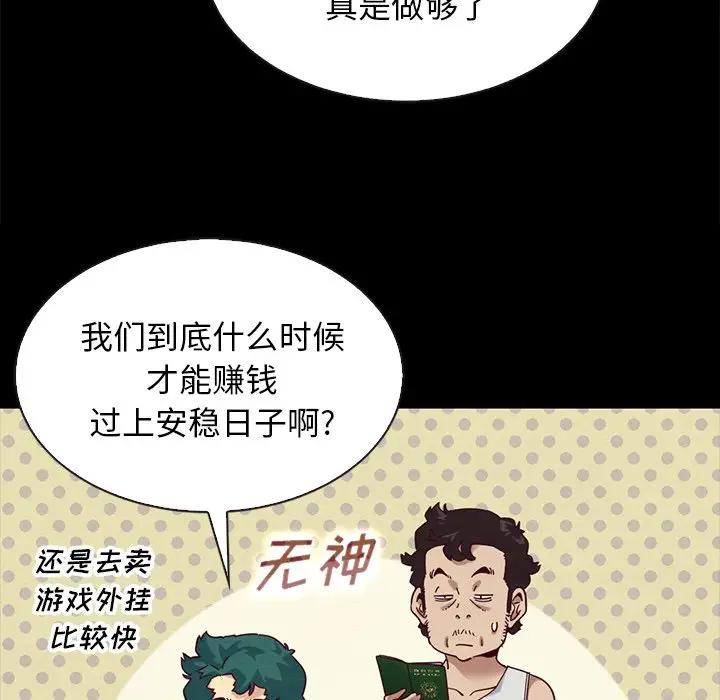 真是做够了
我们到底什么时候
才能赚钱
过上安稳日子啊?
无神
还是去卖
游戏外挂
比较快